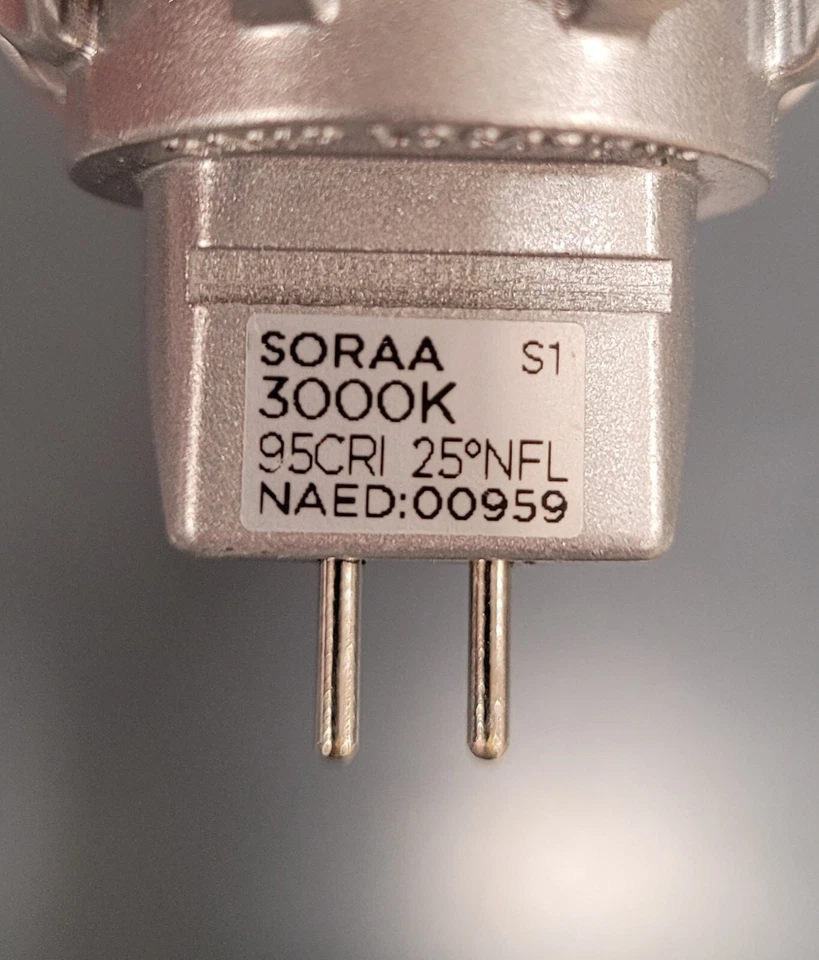 SORAA S1
3000K
95CRI 25°NFL
NAED:00959